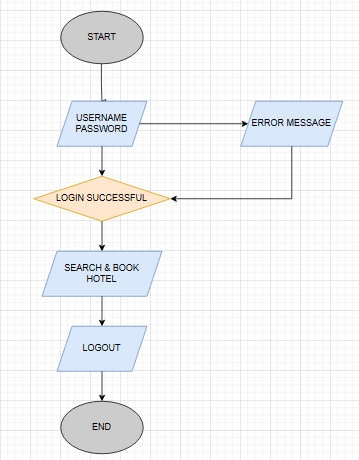 START
USERNAME
PASSWORD
ERROR MESSAGE
LOGIN SUCCESSFUL
SEARCH & BOOK
HOTEL
LOGOUT
END